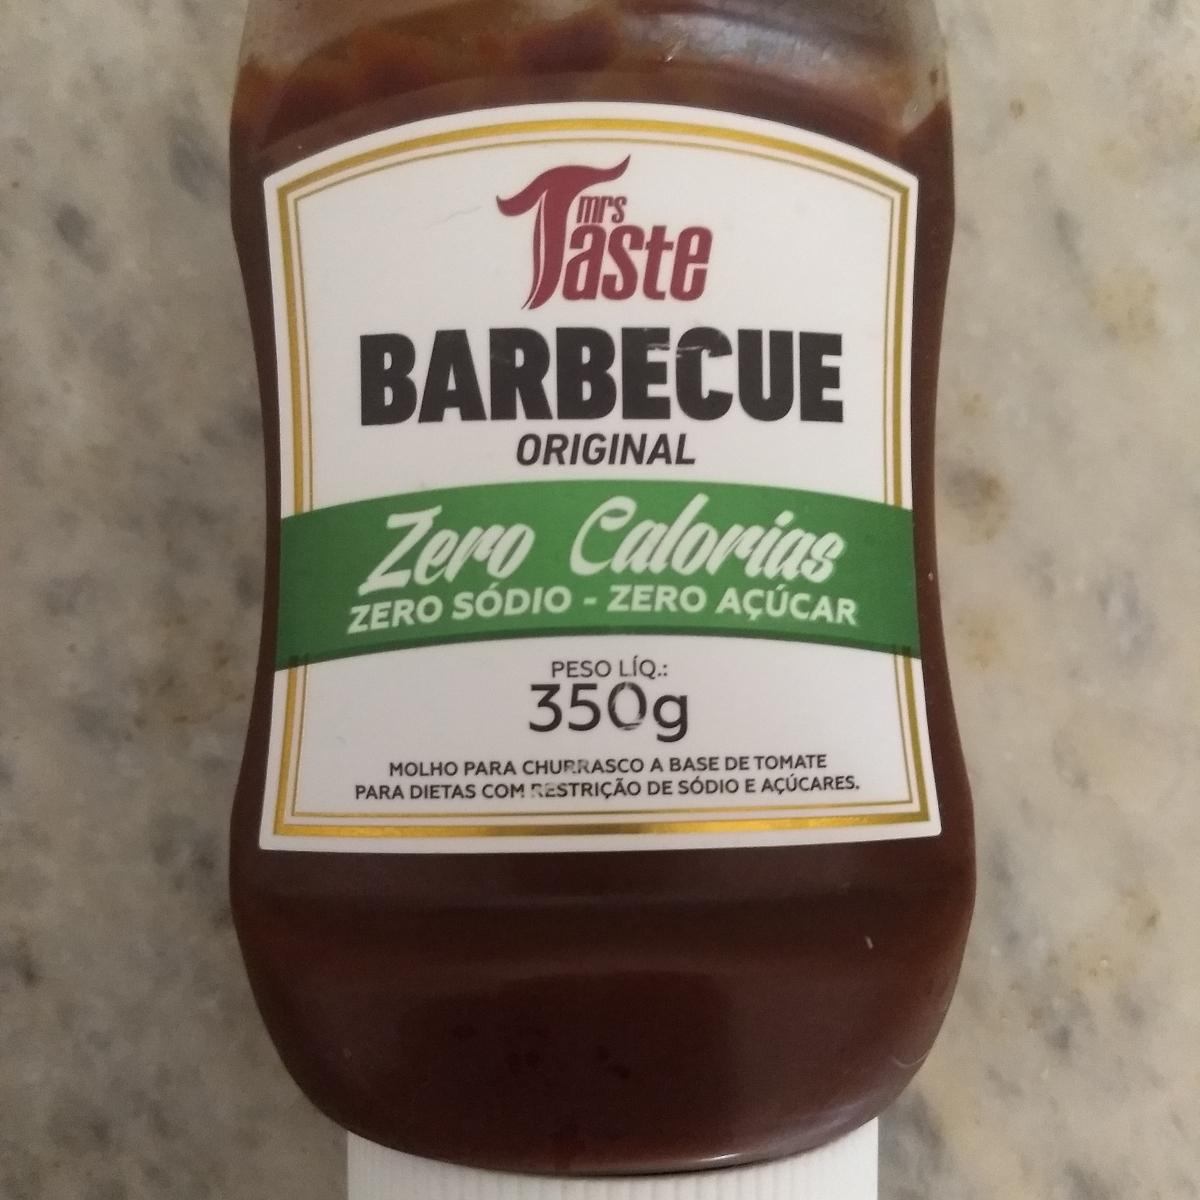 mrs
Taste
BARBECUE
ORIGINAL
Zero Calorias
ZERO SÓDIO - ZERO AÇÚCAR
PESO LÍQ.:
350g
MOLHO PARA CHURRASCO A BASE DE TOMATE
PARA DIETAS COM RESTRIÇÃO DE SÓDIO E AÇÚCARES.